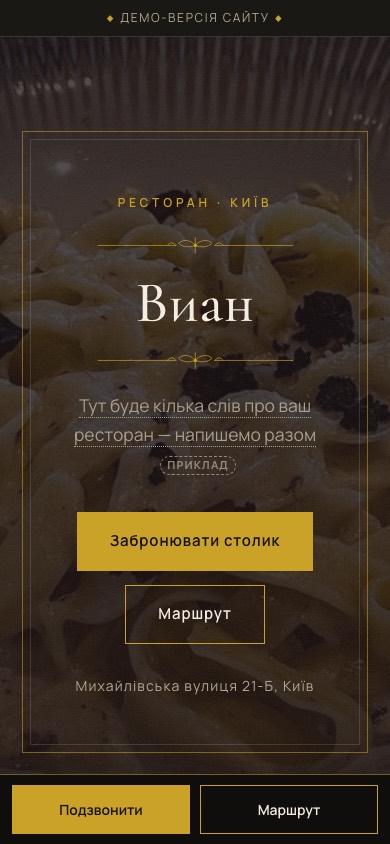 ◆ ДЕМО-ВЕРСІЯ САЙТУ ◆
РЕСТОРАН · КИЇВ
Виан
Тут буде кілька слів про ваш
ресторан — напишемо разом
ПРИКЛАД
Забронювати столик
Маршрут
Михайлівська вулиця 21-Б, Київ
Подзвонити
Маршрут